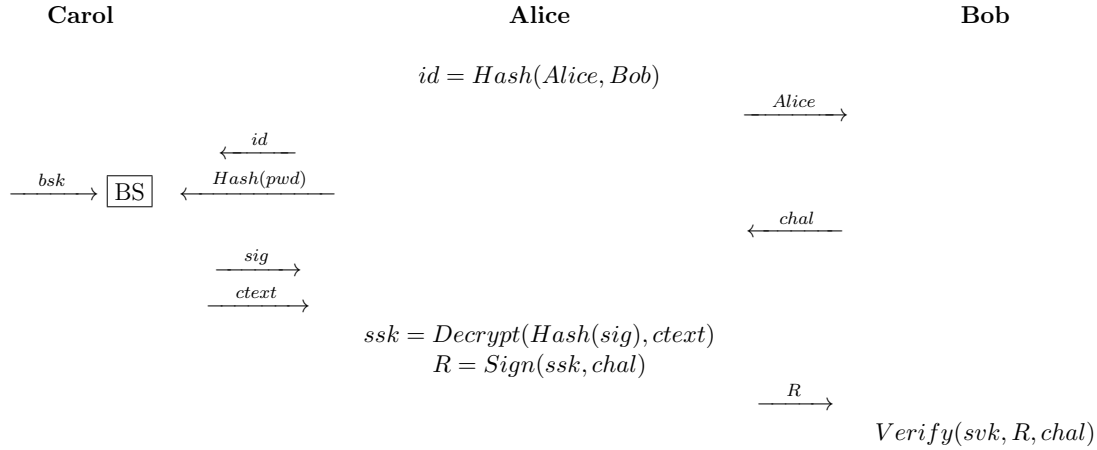 Carol Alice Bob
id = Hash(Alice, Bob)
Alice
id
bsk BS Hash(pwd)
chal
sig
ctext
ssk = Decrypt(Hash(sig), ctext)
R = Sign(ssk, chal)
R
Verify(svk, R, chal)